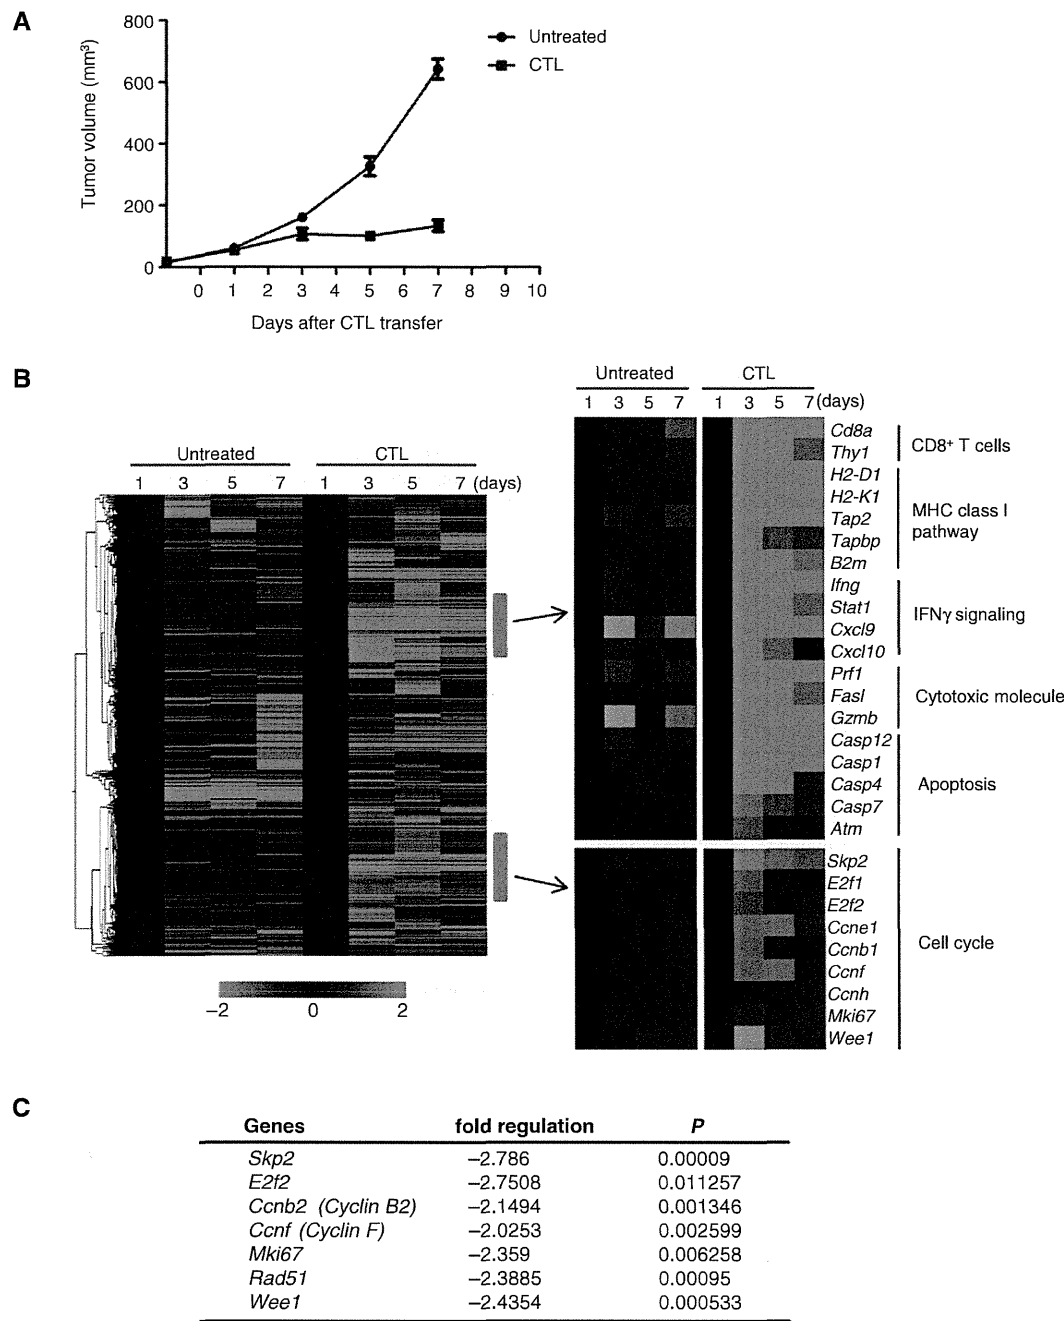 A
Tumor volume (mm³)
800
600
400
200
0
0 1 2 3 4 5 6 7 8 9 10
Days after CTL transfer
Untreated
CTL
B
Untreated CTL
1 3 5 7 1 3 5 7 (days)
−2 0 2
Untreated CTL
1 3 5 7 1 3 5 7 (days)
Cd8a
Thy1
CD8⁺ T cells
H2-D1
H2-K1
Tap2
Tapbp
B2m
MHC class I
pathway
Ifng
Stat1
Cxcl9
Cxcl10
IFNγ signaling
Prf1
Fasl
Gzmb
Cytotoxic molecule
Casp12
Casp1
Casp4
Casp7
Atm
Apoptosis
Skp2
E2f1
E2f2
Ccne1
Ccnb1
Ccnf
Ccnh
Mki67
Wee1
Cell cycle
C
Genes fold regulation P
Skp2 −2.786 0.00009
E2f2 −2.7508 0.011257
Ccnb2 (Cyclin B2) −2.1494 0.001346
Ccnf (Cyclin F) −2.0253 0.002599
Mki67 −2.359 0.006258
Rad51 −2.3885 0.00095
Wee1 −2.4354 0.000533